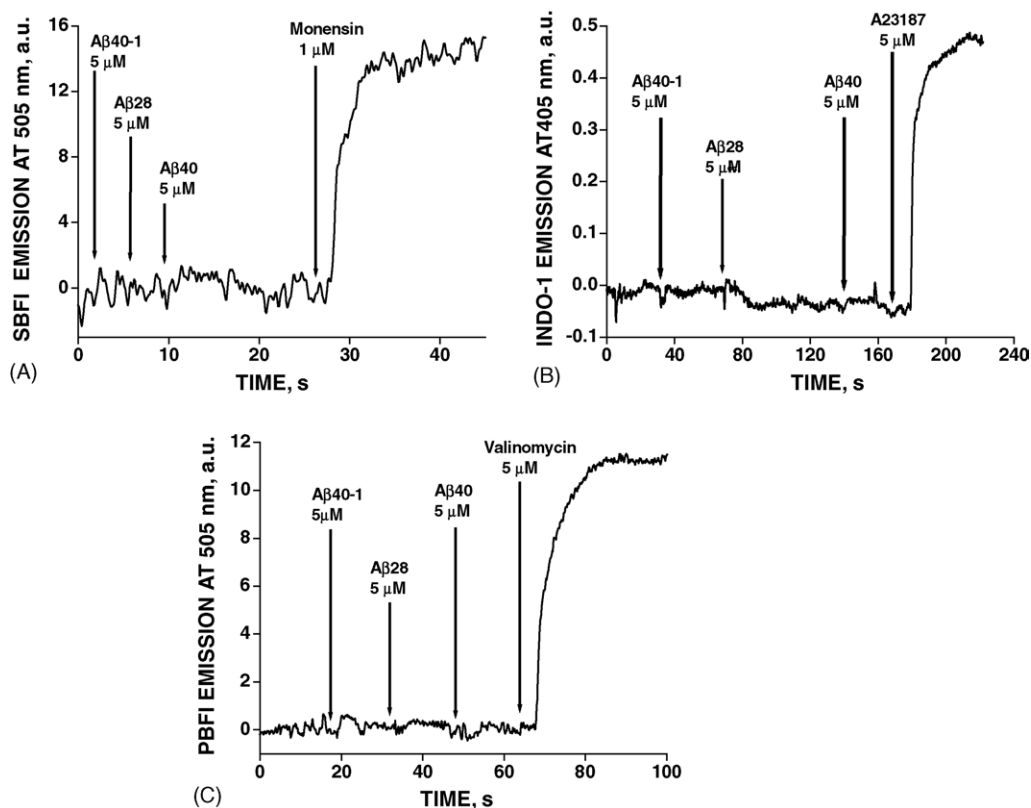 Aβ40-1
5 μM
Aβ28
5 μM
Aβ40
5 μM
Monensin
1 μM
SBFI EMISSION AT 505 nm, a.u.
16
12
8
4
0
0 10 20 30 40
TIME, s
(A)
A23187
5 μM
Aβ40-1
5 μM
Aβ28
5 μM
Aβ40
5 μM
INDO-1 EMISSION AT405 nm, a.u.
0.5
0.4
0.3
0.2
0.1
0.0
-0.1
0 40 80 120 160 200 240
TIME, s
(B)
Valinomycin
5 μM
Aβ40-1
5μM
Aβ28
5 μM
Aβ40
5 μM
PBFI EMISSION AT 505 nm, a.u.
12
10
8
6
4
2
0
0 20 40 60 80 100
TIME, s
(C)